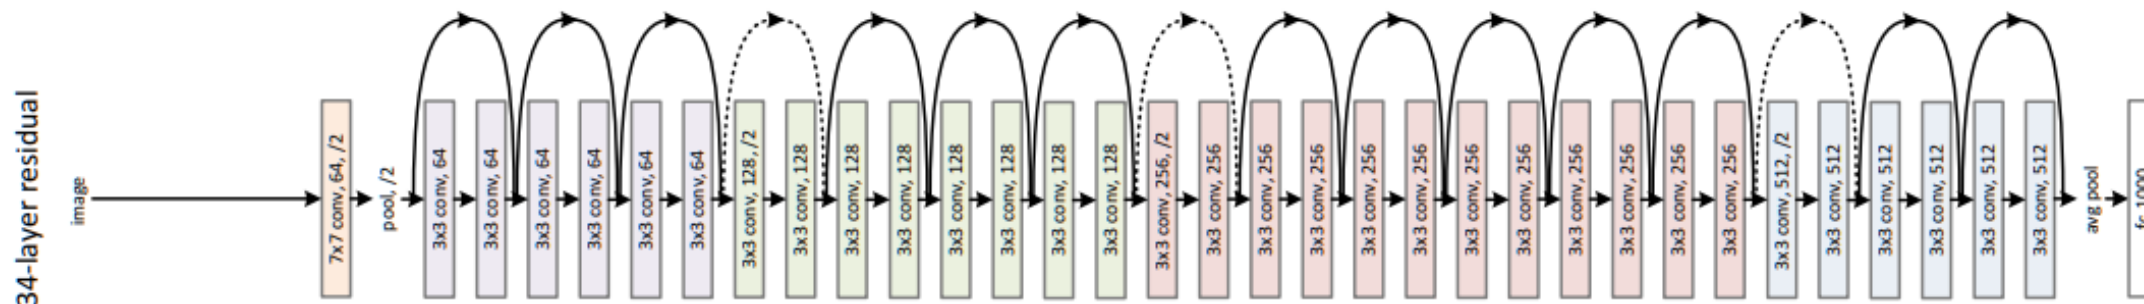 34-layer residual
image
7x7 conv, 64, /2
pool, /2
3x3 conv, 64
3x3 conv, 64
3x3 conv, 64
3x3 conv, 64
3x3 conv, 64
3x3 conv, 64
3x3 conv, 128, /2
3x3 conv, 128
3x3 conv, 128
3x3 conv, 128
3x3 conv, 128
3x3 conv, 128
3x3 conv, 128
3x3 conv, 128
3x3 conv, 256, /2
3x3 conv, 256
3x3 conv, 256
3x3 conv, 256
3x3 conv, 256
3x3 conv, 256
3x3 conv, 256
3x3 conv, 256
3x3 conv, 256
3x3 conv, 256
3x3 conv, 256
3x3 conv, 256
3x3 conv, 512, /2
3x3 conv, 512
3x3 conv, 512
3x3 conv, 512
3x3 conv, 512
3x3 conv, 512
avg pool
fc 1000